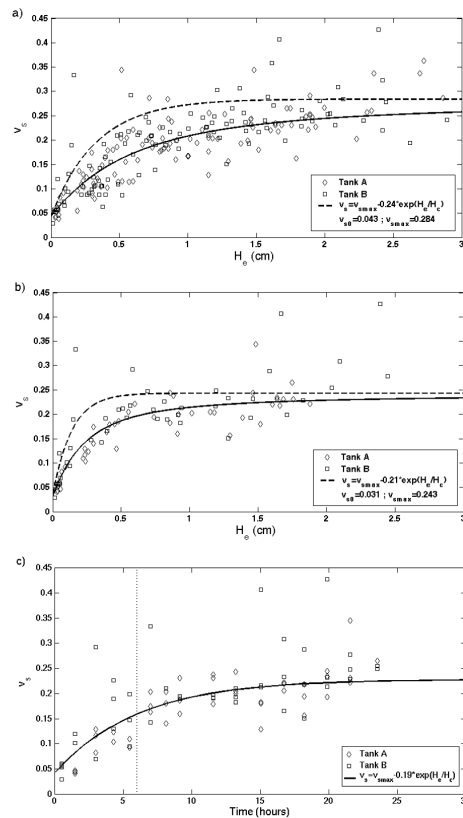 a)
0.45
0.4
0.35
0.3
0.25
0.2
0.15
0.1
0.05
0
v_s
0 0.5 1 1.5 2 2.5 3
H_e (cm)
Tank A
Tank B
v_s=v_smax-0.24*exp(H_e/H_c)
v_s0=0.043 ; v_smax=0.284
b)
0.45
0.4
0.35
0.3
0.25
0.2
0.15
0.1
0.05
0
v_s
0 0.5 1 1.5 2 2.5 3
H_e (cm)
Tank A
Tank B
v_s=v_smax-0.21*exp(H_e/H_c)
v_s0=0.031 ; v_smax=0.243
c)
0.45
0.4
0.35
0.3
0.25
0.2
0.15
0.1
0.05
0
v_s
0 5 10 15 20 25 30
Time (hours)
Tank A
Tank B
v_s=v_smax-0.19*exp(H_e/H_c)